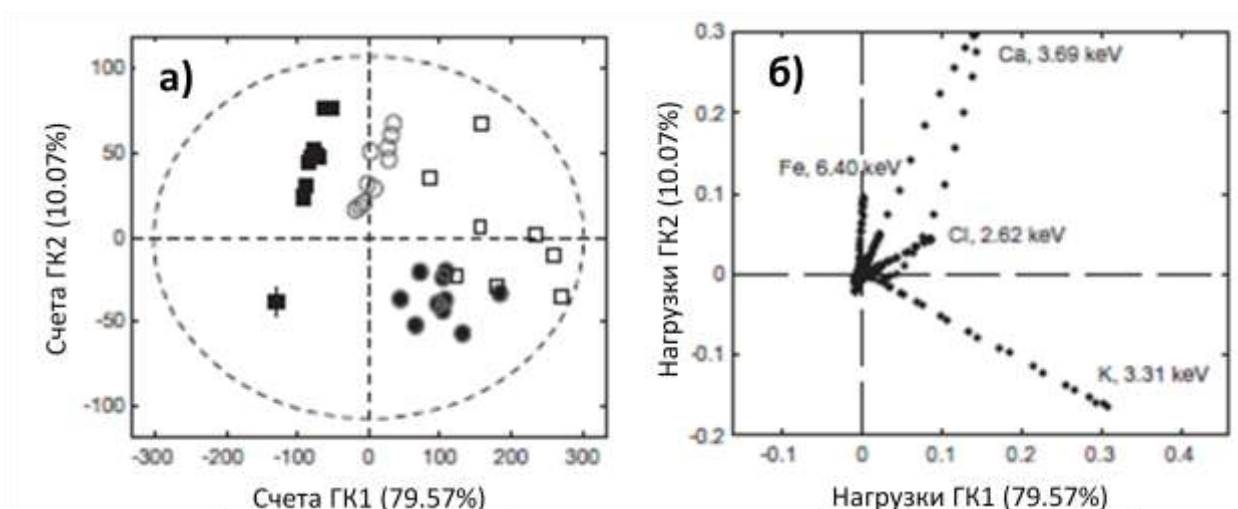 а)
100
50
0
-50
-100
-300
-200
-100
0
100
200
300
Счета ГК2 (10.07%)
Счета ГК1 (79.57%)
б)
0.3
0.2
0.1
0
-0.1
-0.2
-0.1
0
0.1
0.2
0.3
0.4
Нагрузки ГК2 (10.07%)
Нагрузки ГК1 (79.57%)
Ca, 3.69 keV
Fe, 6.40 keV
Cl, 2.62 keV
K, 3.31 keV